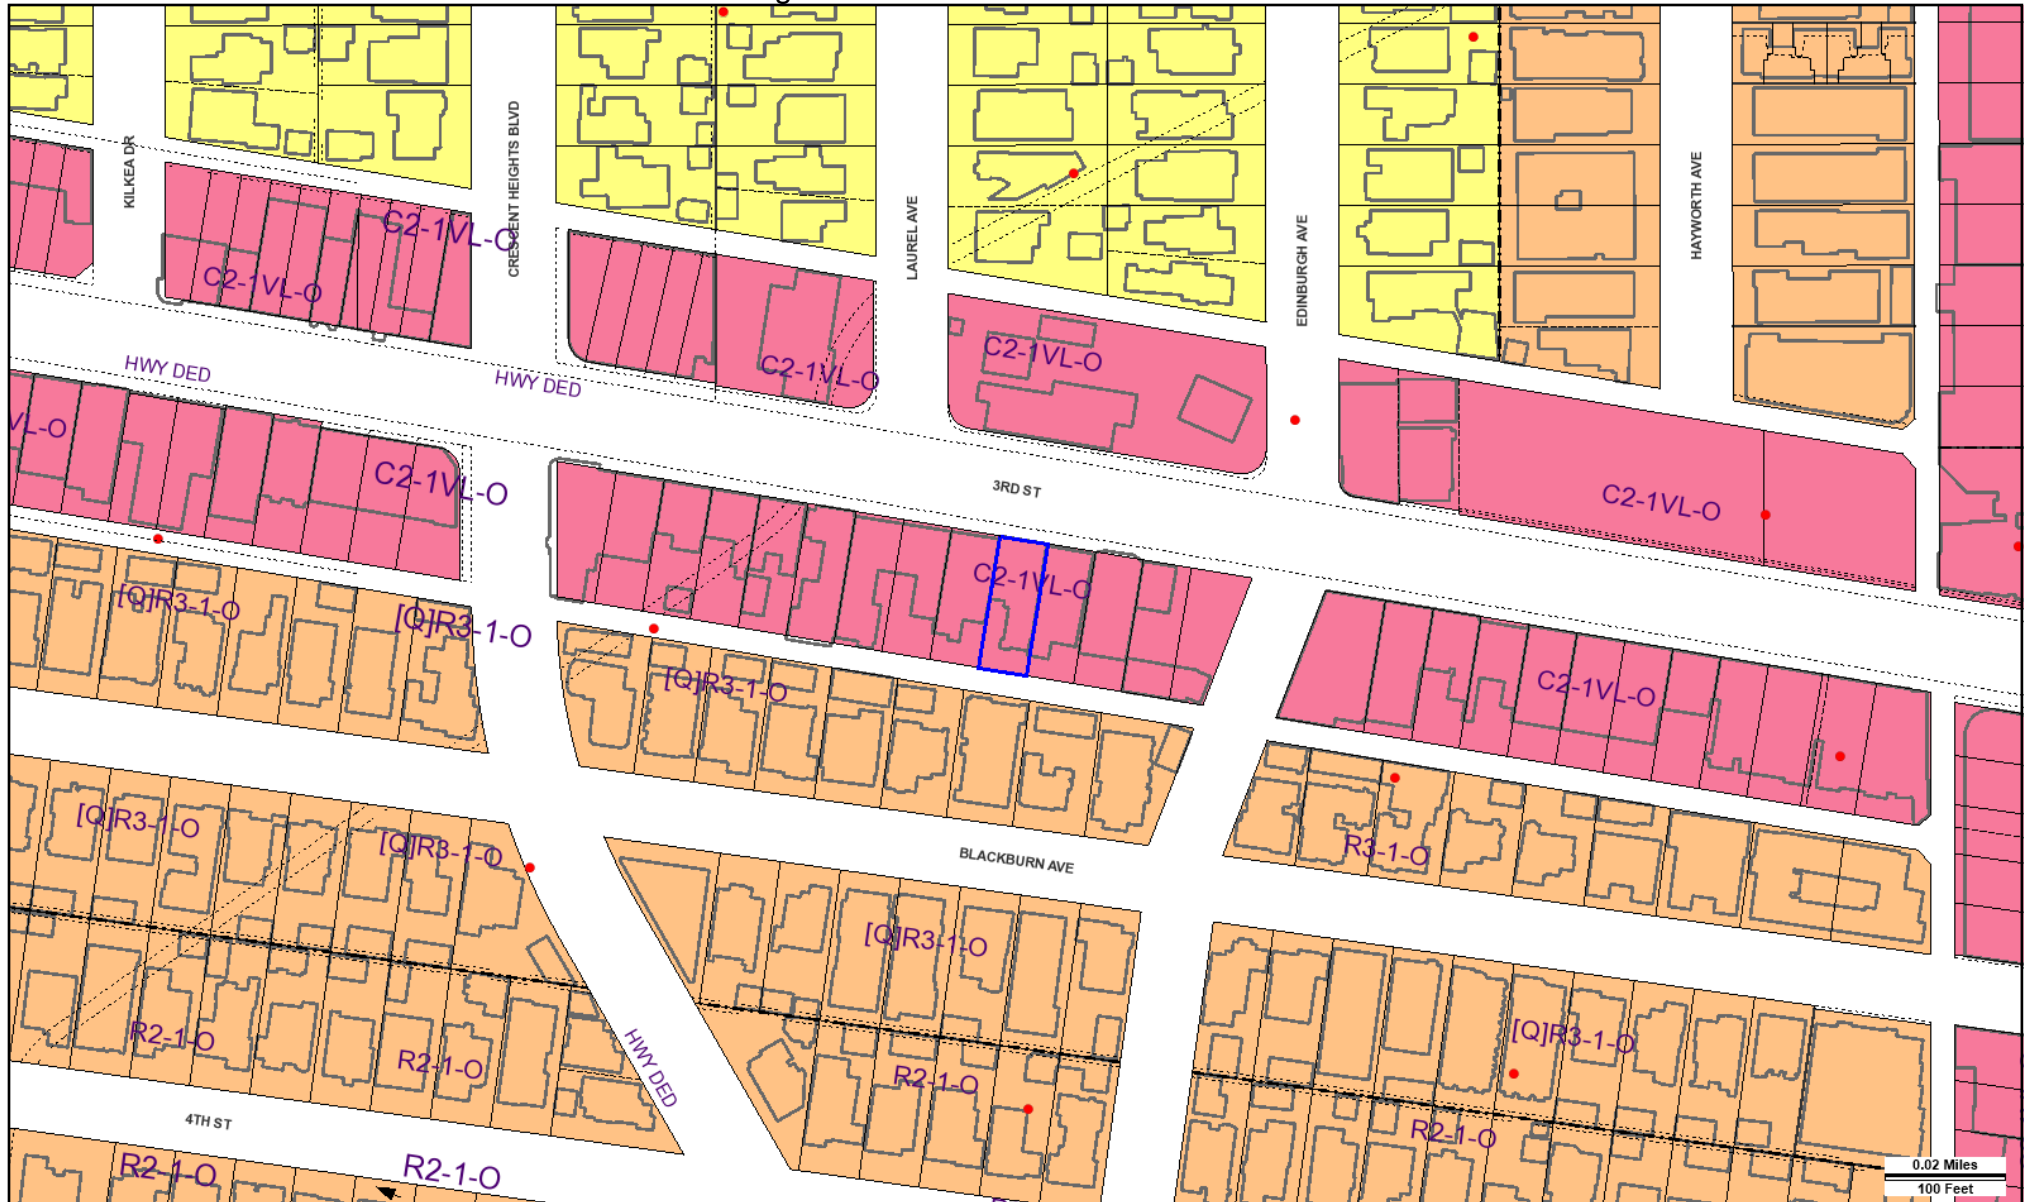 KILKEA DR
CRESCENT HEIGHTS BLVD
LAUREL AVE
EDINBURGH AVE
HAYWORTH AVE
C2-1VL-O
C2-1VL-O
C2-1VL-O
C2-1VL-O
HWY DED
HWY DED
VL-O
C2-1VL-O
3RD ST
C2-1VL-O
C2-1VL-O
[Q]R3-1-O
[Q]R3-1-O
[Q]R3-1-O
C2-1VL-O
[Q]R3-1-O
[Q]R3-1-O
BLACKBURN AVE
R3-1-O
[Q]R3-1-O
R2-1-O
R2-1-O
HWY DED
R2-1-O
[Q]R3-1-O
R2-1-O
4TH ST
R2-1-O
R2-1-O
0.02 Miles
100 Feet